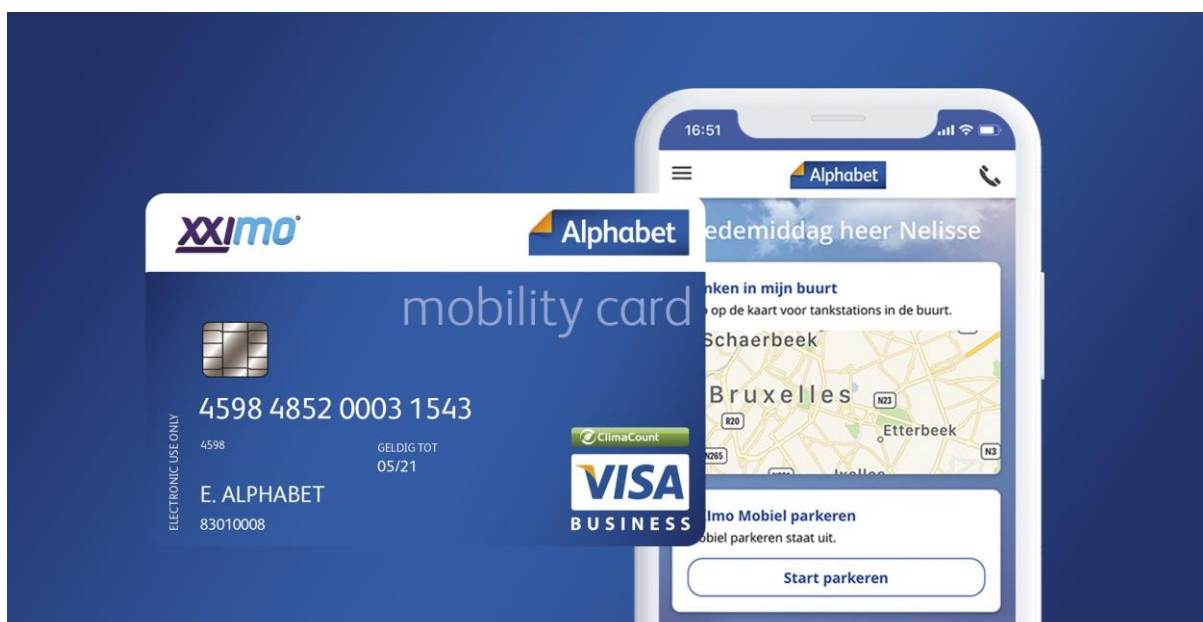 xximo
Alphabet
mobility card
4598 4852 0003 1543
4598
GELDIG TOT
05/21
ELECTRONIC USE ONLY
E. ALPHABET
83010008
ClimaCount
VISA
BUSINESS
16:51
Alphabet
edemiddag heer Nelisse
nken in mijn buurt
op de kaart voor tankstations in de buurt.
Schaerbeek
Bruxelles
N23
R20
Etterbeek
N265
N3
Imo Mobiel parkeren
obiel parkeren staat uit.
Start parkeren